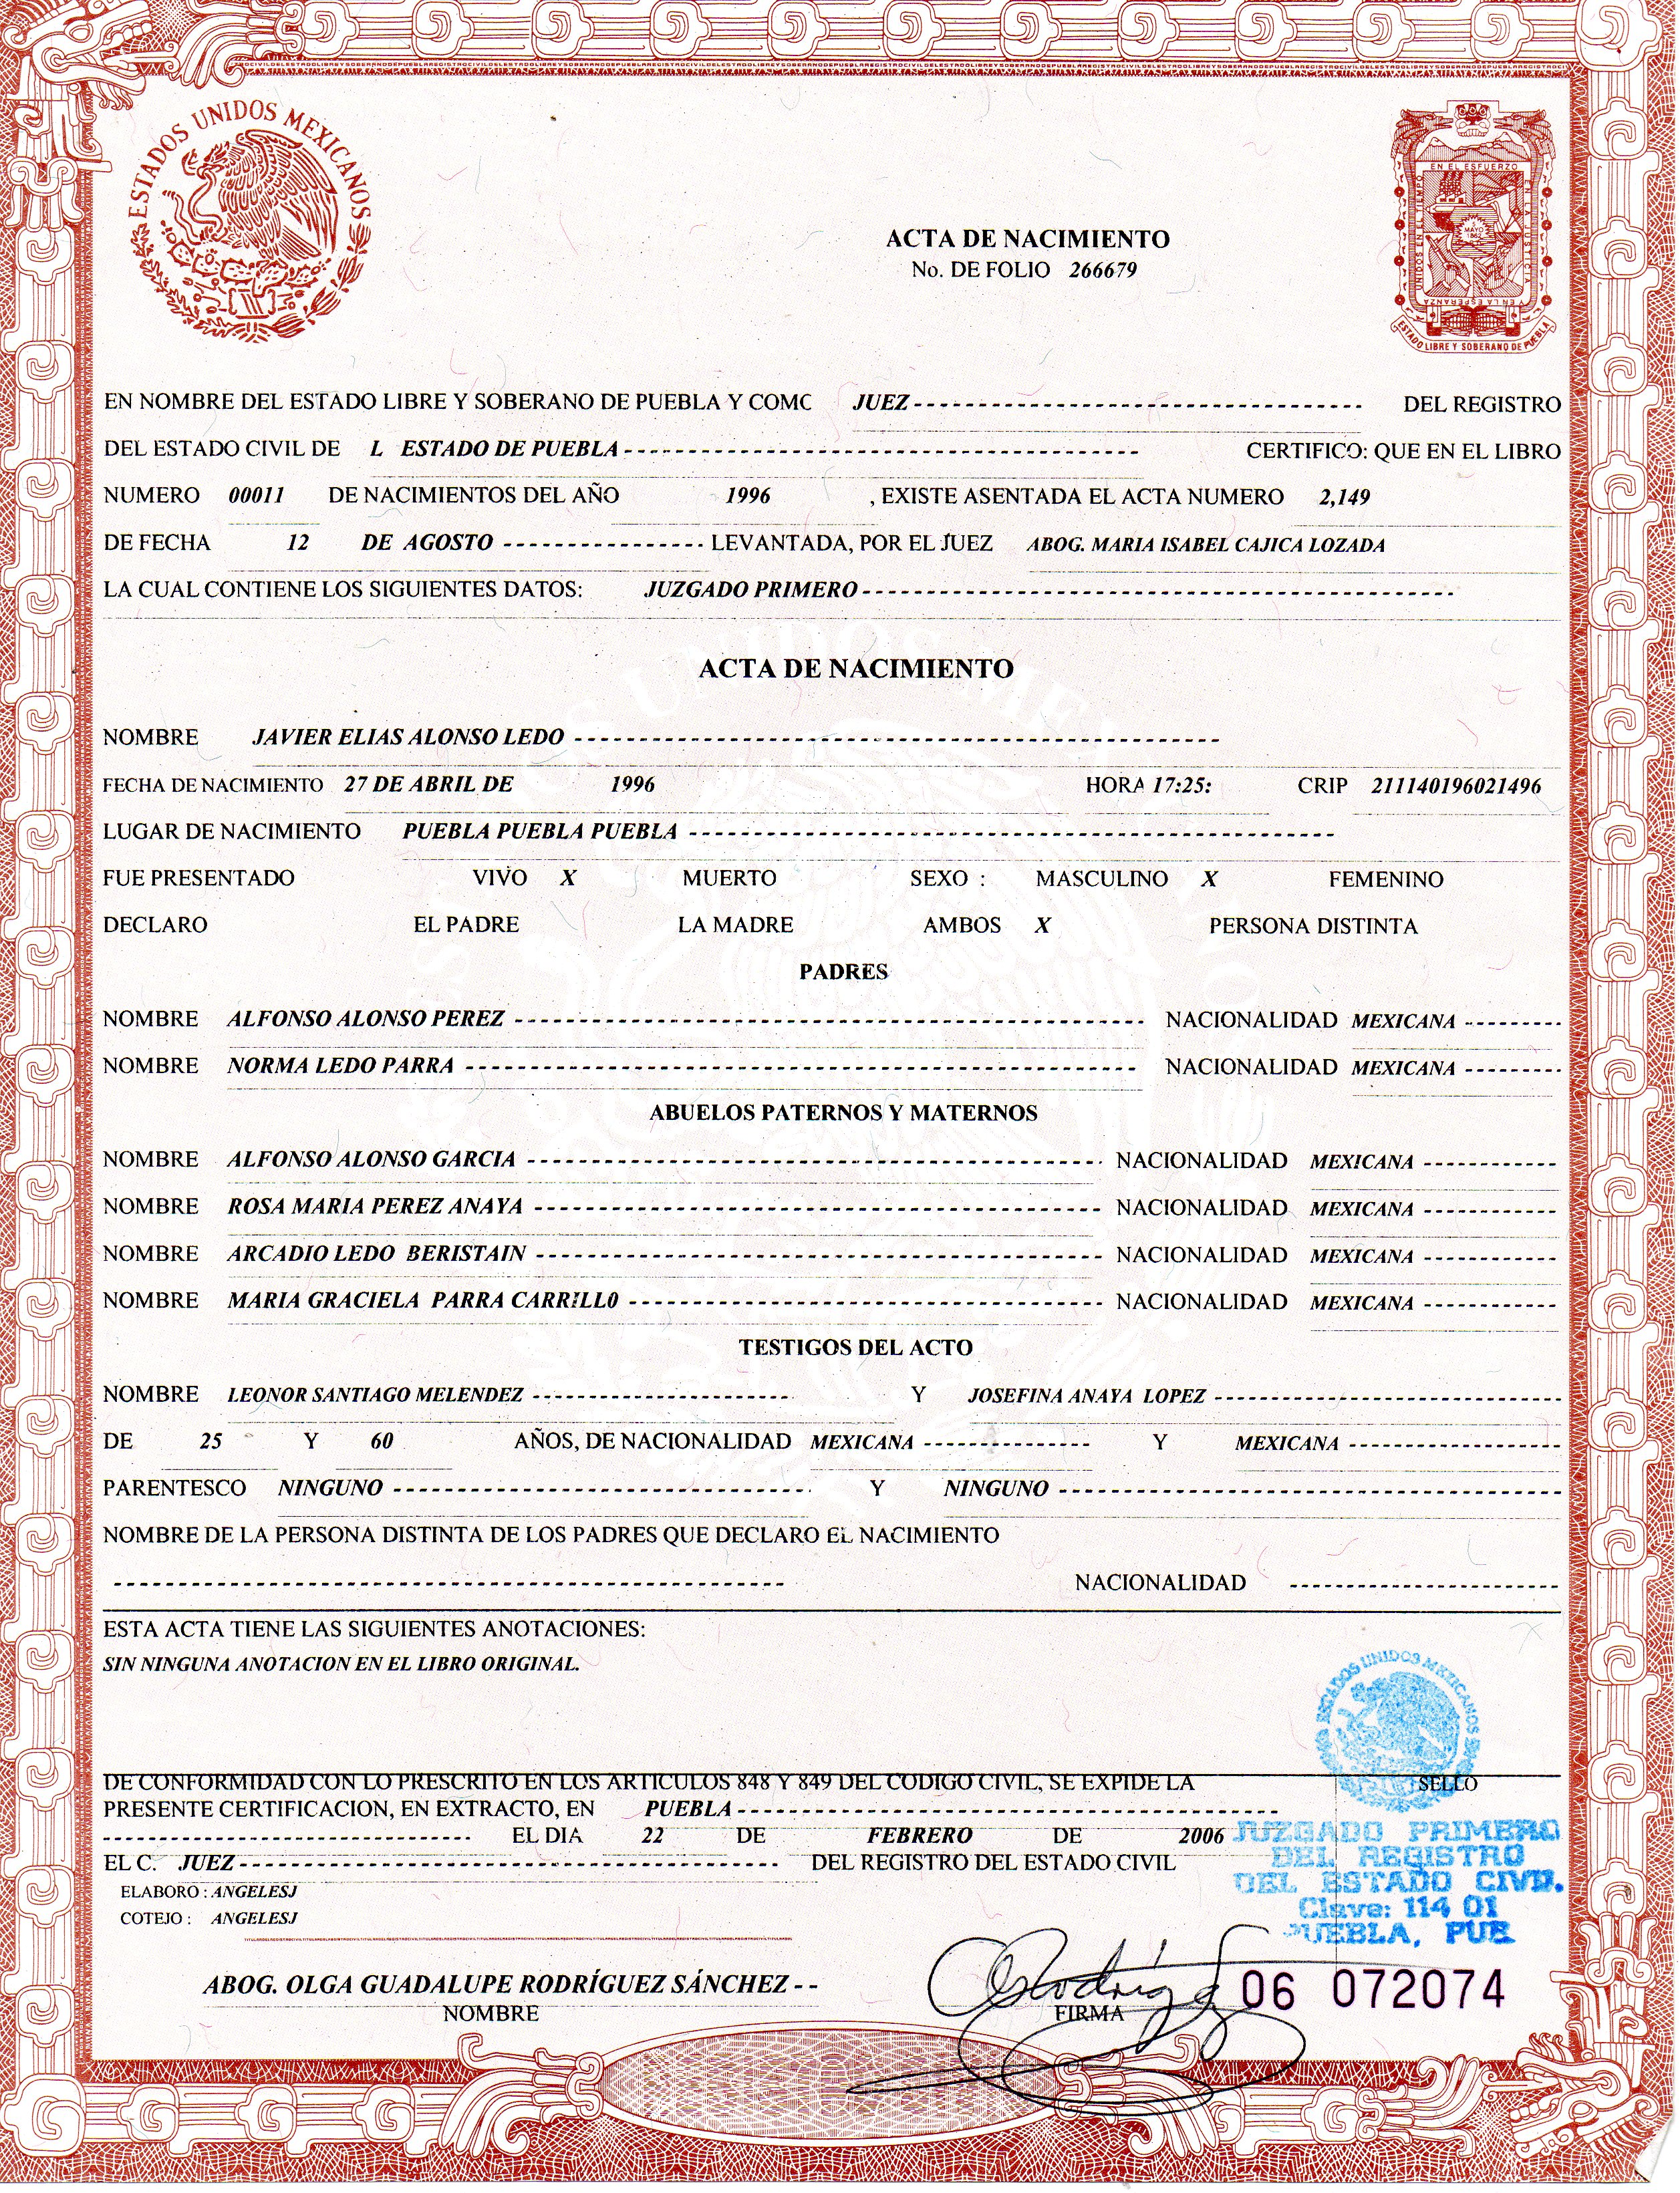 ESTADOS UNIDOS MEXICANOS
EN EL ESFUERZO
EN LA JUSTICIA
UNIDOS EN EL TIEMPO
Y EN LA ESPERANZA
5 MAYO 1862
ESTADO LIBRE Y SOBERANO DE PUEBLA
ACTA DE NACIMIENTO
No. DE FOLIO 266679
EN NOMBRE DEL ESTADO LIBRE Y SOBERANO DE PUEBLA Y COMO JUEZ DEL REGISTRO
DEL ESTADO CIVIL DE L ESTADO DE PUEBLA CERTIFICO: QUE EN EL LIBRO
NUMERO 00011 DE NACIMIENTOS DEL AÑO 1996 , EXISTE ASENTADA EL ACTA NUMERO 2,149
DE FECHA 12 DE AGOSTO LEVANTADA, POR EL JUEZ ABOG. MARIA ISABEL CAJICA LOZADA
LA CUAL CONTIENE LOS SIGUIENTES DATOS: JUZGADO PRIMERO
ACTA DE NACIMIENTO
NOMBRE JAVIER ELIAS ALONSO LEDO
FECHA DE NACIMIENTO 27 DE ABRIL DE 1996 HORA 17:25: CRIP 211140196021496
LUGAR DE NACIMIENTO PUEBLA PUEBLA PUEBLA
FUE PRESENTADO VIVO X MUERTO SEXO : MASCULINO X FEMENINO
DECLARO EL PADRE LA MADRE AMBOS X PERSONA DISTINTA
PADRES
NOMBRE ALFONSO ALONSO PEREZ NACIONALIDAD MEXICANA
NOMBRE NORMA LEDO PARRA NACIONALIDAD MEXICANA
ABUELOS PATERNOS Y MATERNOS
NOMBRE ALFONSO ALONSO GARCIA NACIONALIDAD MEXICANA
NOMBRE ROSA MARIA PEREZ ANAYA NACIONALIDAD MEXICANA
NOMBRE ARCADIO LEDO BERISTAIN NACIONALIDAD MEXICANA
NOMBRE MARIA GRACIELA PARRA CARRILL0 NACIONALIDAD MEXICANA
TESTIGOS DEL ACTO
NOMBRE LEONOR SANTIAGO MELENDEZ Y JOSEFINA ANAYA LOPEZ
DE 25 Y 60 AÑOS, DE NACIONALIDAD MEXICANA Y MEXICANA
PARENTESCO NINGUNO Y NINGUNO
NOMBRE DE LA PERSONA DISTINTA DE LOS PADRES QUE DECLARO EL NACIMIENTO
NACIONALIDAD
ESTA ACTA TIENE LAS SIGUIENTES ANOTACIONES:
SIN NINGUNA ANOTACION EN EL LIBRO ORIGINAL.
ESTADOS UNIDOS MEXICANOS
DE CONFORMIDAD CON LO PRESCRITO EN LOS ARTICULOS 848 Y 849 DEL CODIGO CIVIL, SE EXPIDE LA SELLO
PRESENTE CERTIFICACION, EN EXTRACTO, EN PUEBLA
EL DIA 22 DE FEBRERO DE 2006
EL C. JUEZ DEL REGISTRO DEL ESTADO CIVIL
JUZGADO PRIMERO
DEL REGISTRO
DEL ESTADO CIVIL.
Clave: 114 01
PUEBLA, PUE
ELABORO : ANGELESJ
COTEJO : ANGELESJ
ABOG. OLGA GUADALUPE RODRÍGUEZ SÁNCHEZ - -
NOMBRE FIRMA
06 072074